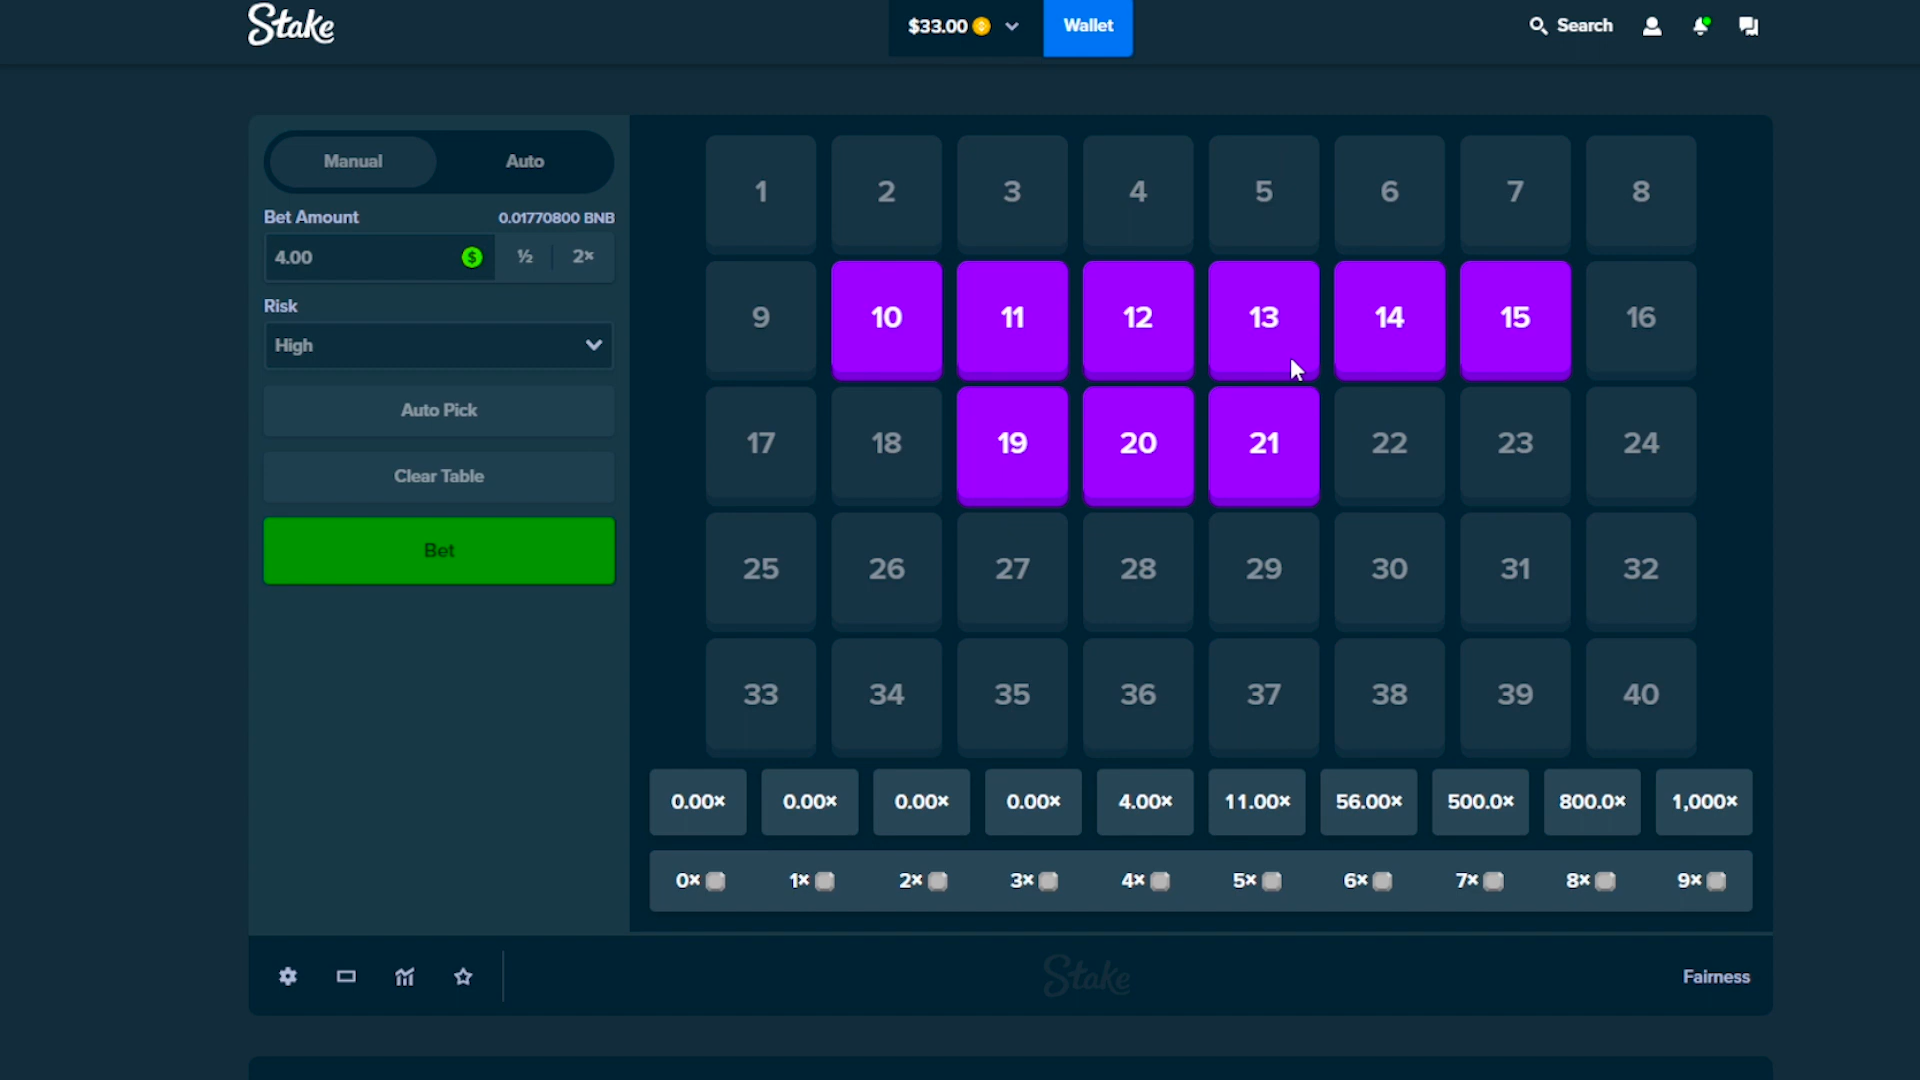 Stake
$33.00
Wallet
Search
Manual
Auto
Bet Amount
0.01770800 BNB
4.00
$
½
2×
Risk
High
Auto Pick
Clear Table
Bet
1 2 3 4 5 6 7 8
9 10 11 12 13 14 15 16
17 18 19 20 21 22 23 24
25 26 27 28 29 30 31 32
33 34 35 36 37 38 39 40
0.00× 0.00× 0.00× 0.00× 4.00× 11.00× 56.00× 500.0× 800.0× 1,000×
0× 1× 2× 3× 4× 5× 6× 7× 8× 9×
Stake
Fairness